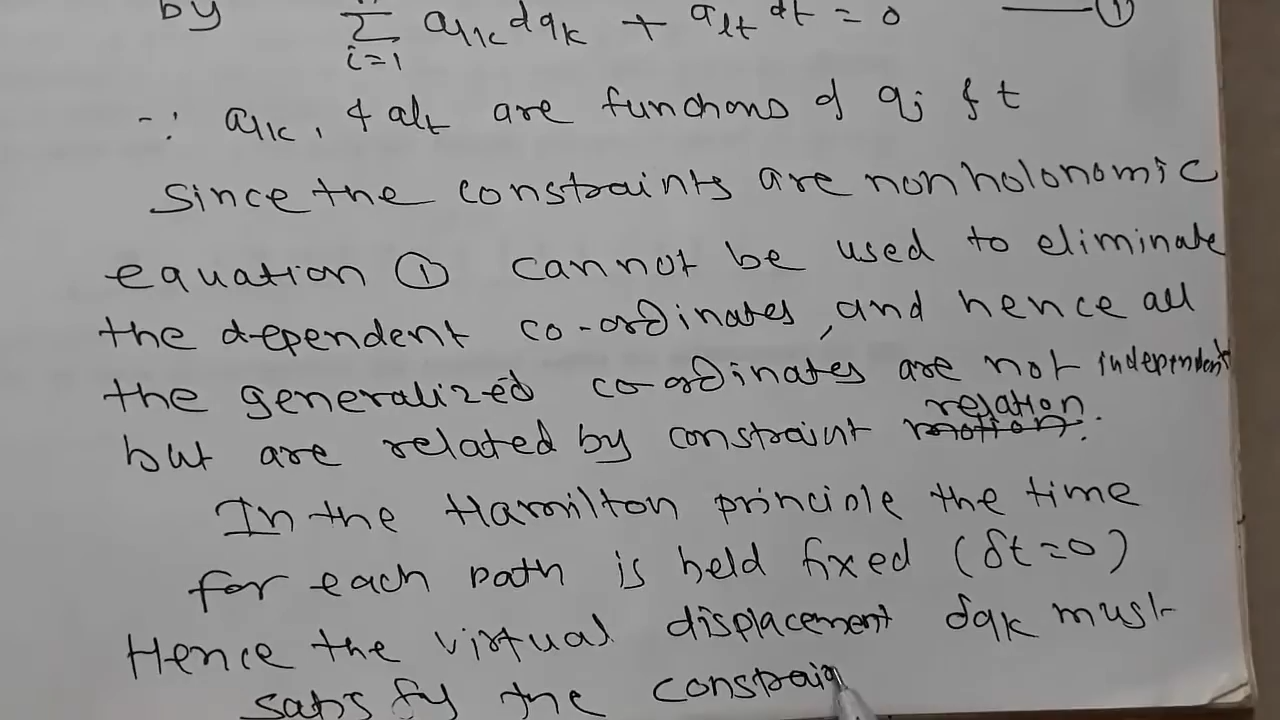 by Σ i=1 a_lk dq_k + a_lt dt = 0 —— ①
∵ a_lk, & a_lt are functions of q_j & t
Since the constraints are nonholonomic
equation ① cannot be used to eliminate
the dependent co-ordinates, and hence all
the generalized co-ordinates are not independent
but are related by constraint relation.
In the Hamilton principle the time
for each path is held fixed (δt=0)
Hence the virtual displacement δqk must
satisfy the constrain